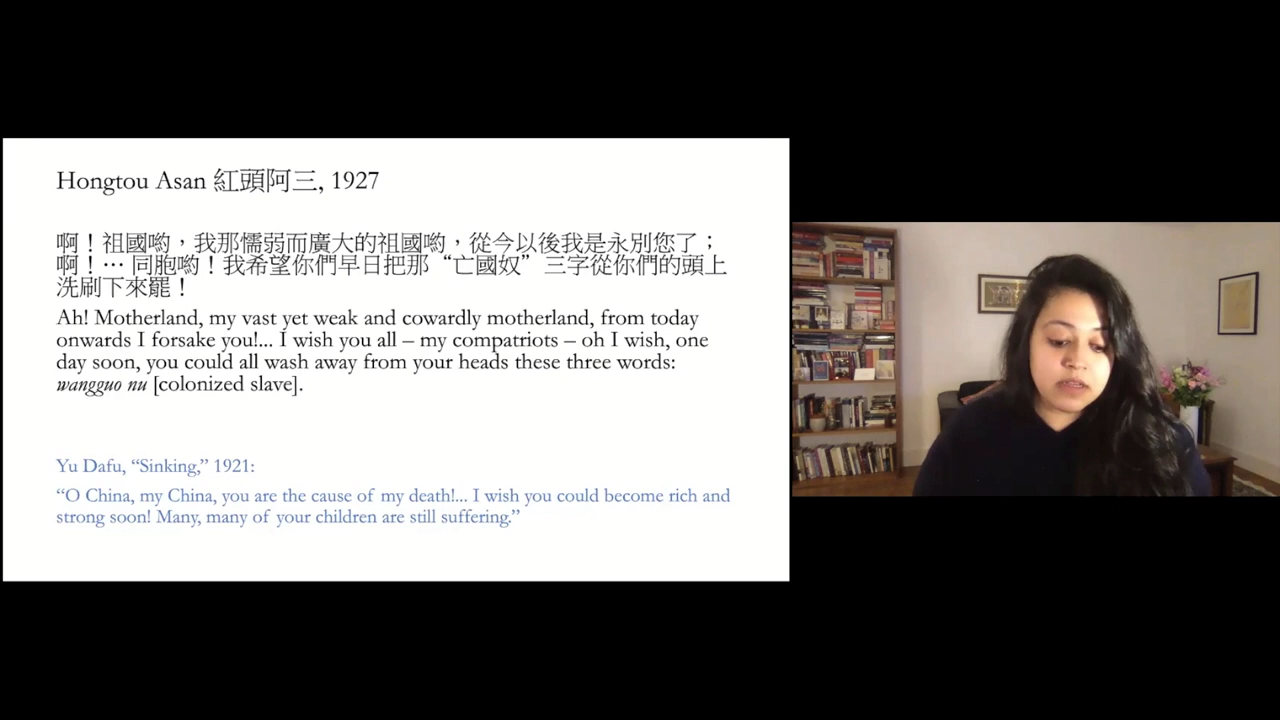 Hongtou Asan 紅頭阿三, 1927
啊！祖國喲，我那懦弱而廣大的祖國喲，從今以後我是永別您了；
啊！… 同胞喲！我希望你們早日把那“亡國奴”三字從你們的頭上
洗刷下來罷！
Ah! Motherland, my vast yet weak and cowardly motherland, from today
onwards I forsake you!... I wish you all – my compatriots – oh I wish, one
day soon, you could all wash away from your heads these three words:
wangguo nu [colonized slave].
Yu Dafu, “Sinking,” 1921:
“O China, my China, you are the cause of my death!... I wish you could become rich and
strong soon! Many, many of your children are still suffering.”